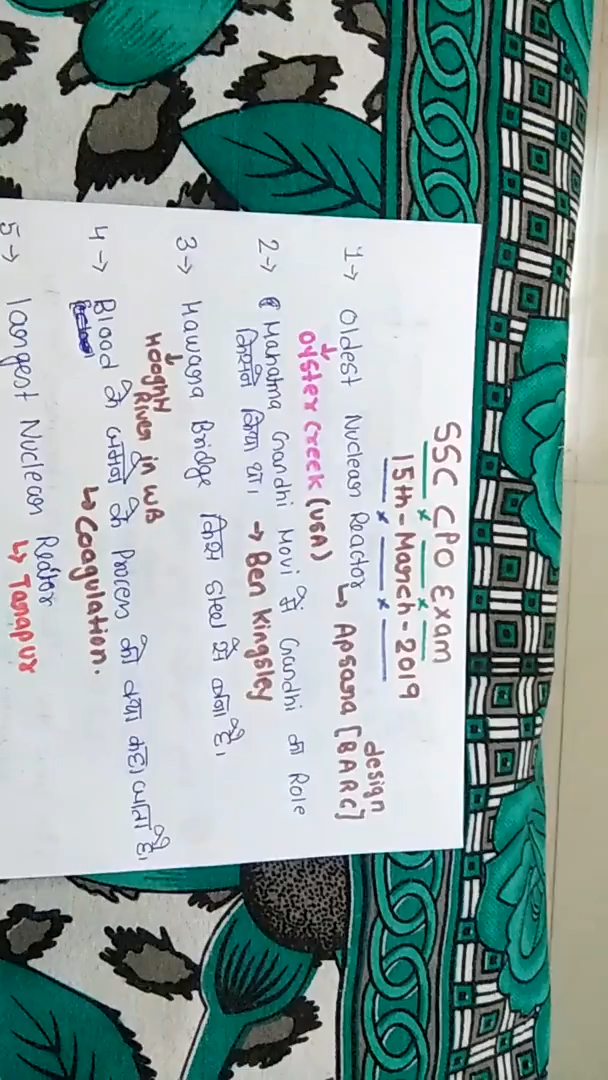 SSC CPO Exam
15th-March-2019
1→ Oldest Nuclear Reactor ↳ Apsara [BARC] design
Oyster Creek (USA)
2→ Mahatma Gandhi Movi में Gandhi का Role
किसने किया था। → Ben Kingsley
3→ Hawara Bridge किस steel से बना है।
Hooghly River in WB
4→ Blood के जमने के Process को क्या कहा जाता है।
↳ Coagulation.
5→ largest Nuclear Reator
↳ Tarapur